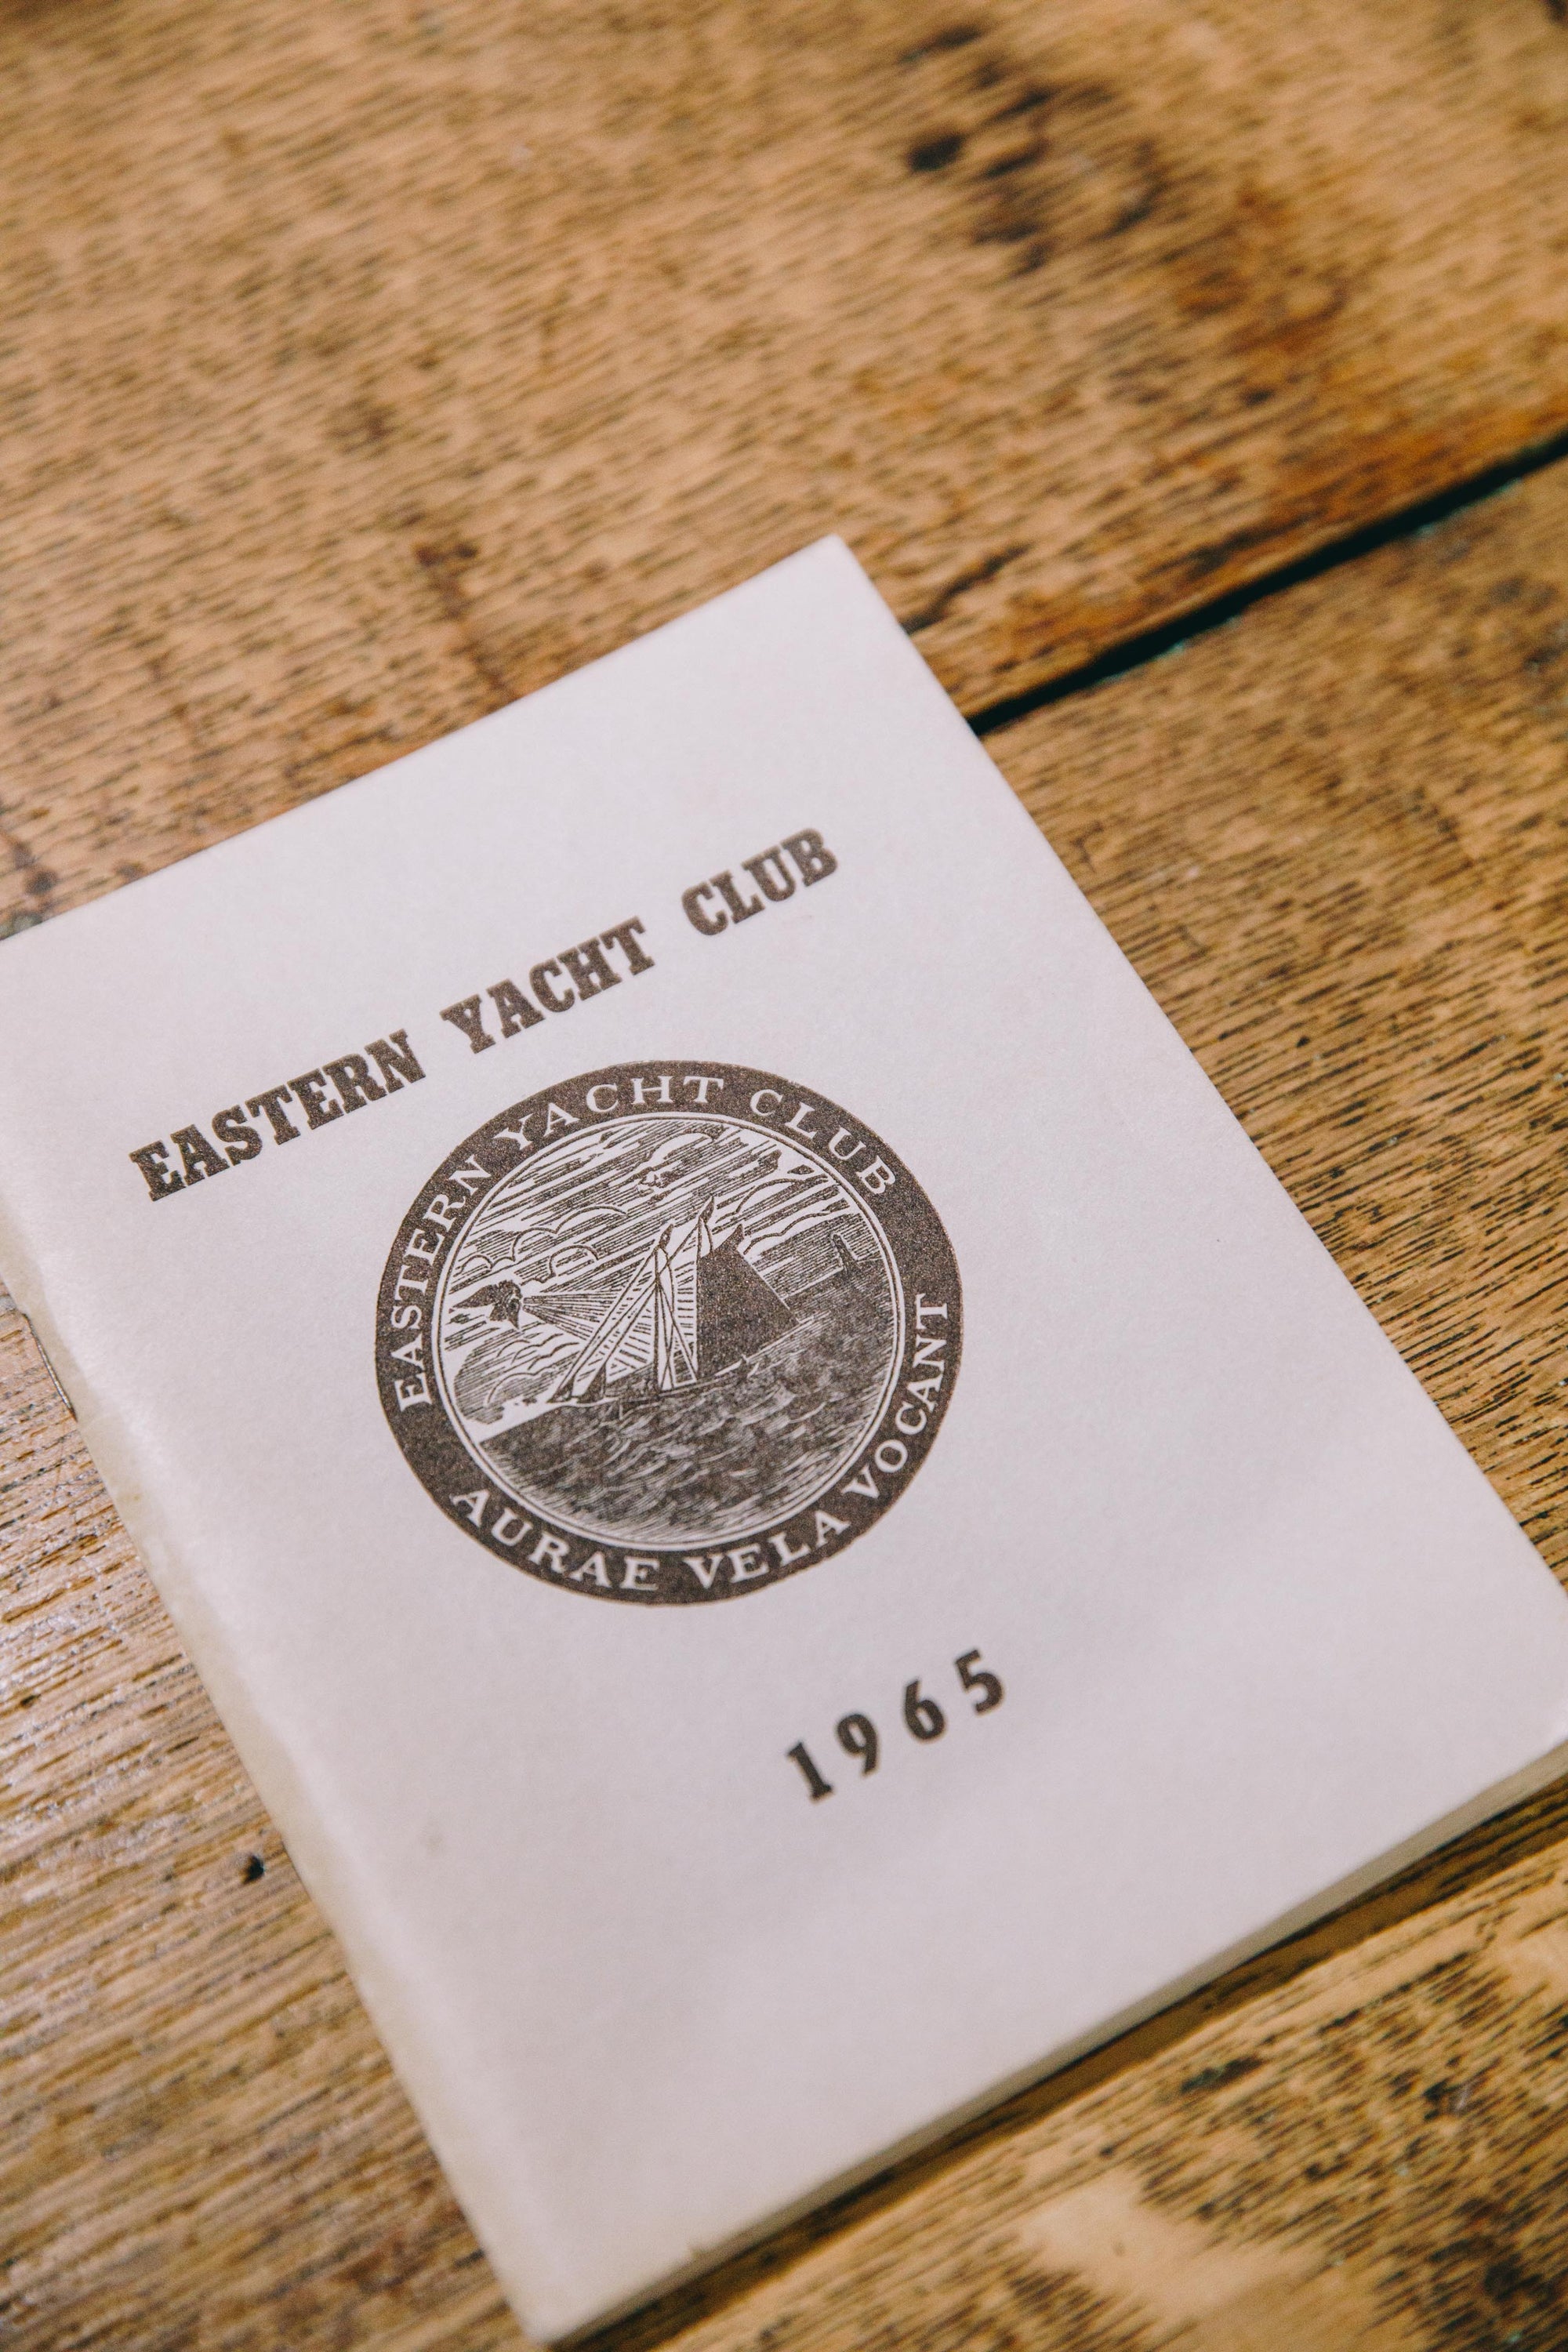 EASTERN YACHT CLUB
EASTERN YACHT CLUB
AURAE VELA VOCANT
1965